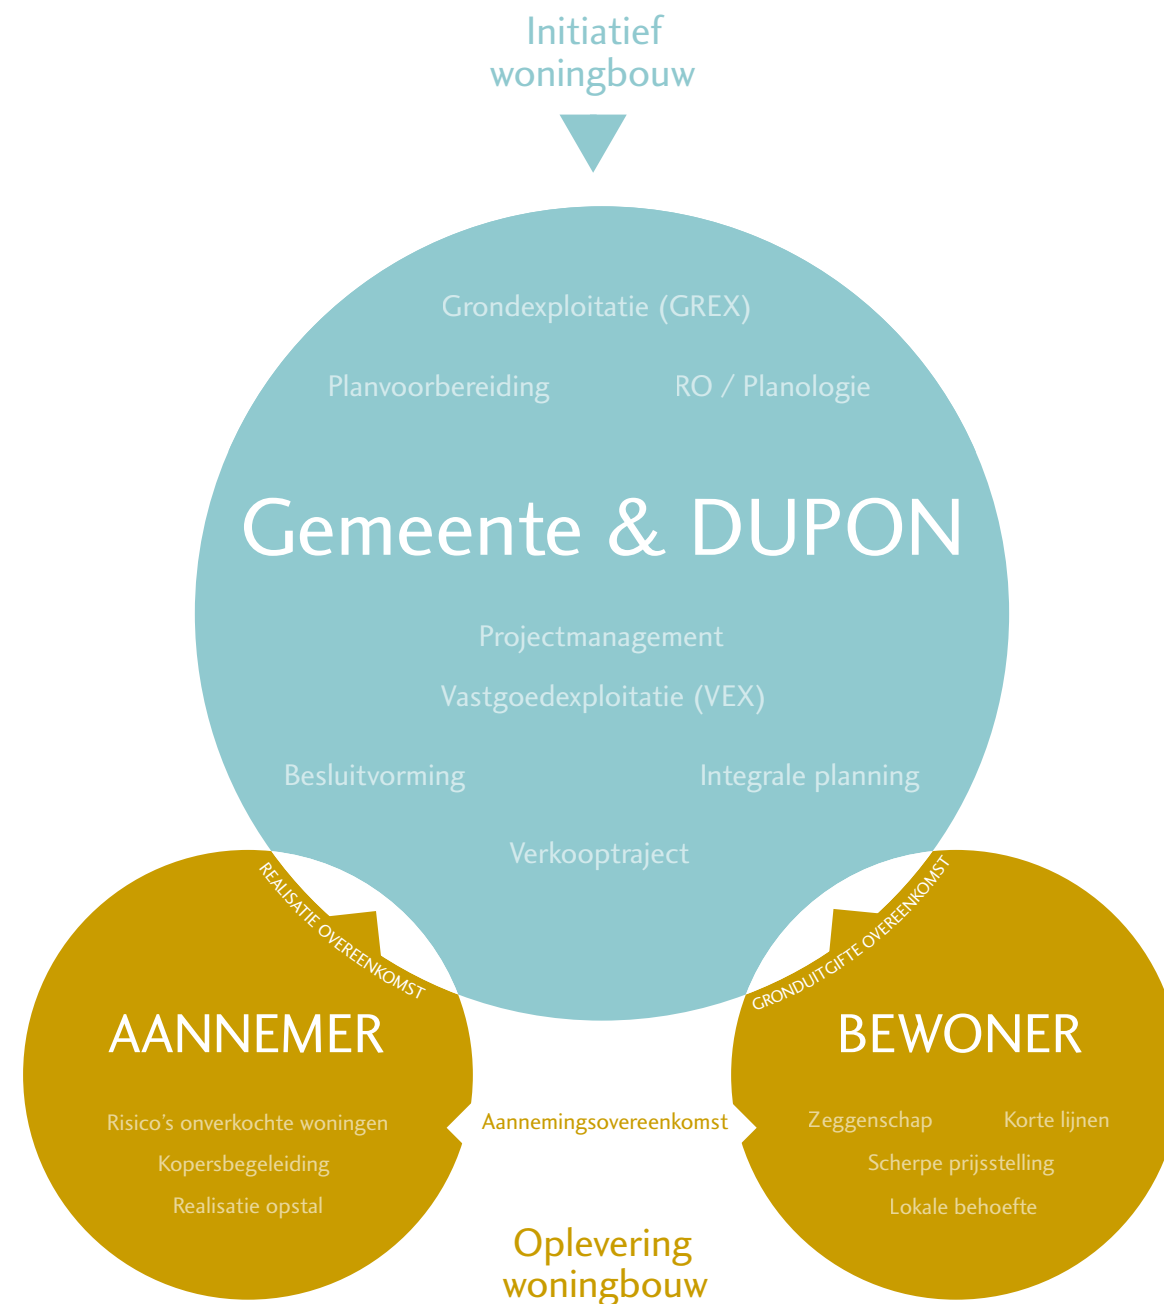 Initiatief
woningbouw
Grondexploitatie (GREX)
Planvoorbereiding
RO / Planologie
Gemeente & DUPON
Projectmanagement
Vastgoedexploitatie (VEX)
Besluitvorming
Integrale planning
Verkooptraject
REALISATIE OVEREENKOMST
GRONDUITGIFTE OVEREENKOMST
AANNEMER
Risico's onverkochte woningen
Kopersbegeleiding
Realisatie opstal
Aannemingsovereenkomst
BEWONER
Zeggenschap
Korte lijnen
Scherpe prijsstelling
Lokale behoefte
Oplevering
woningbouw